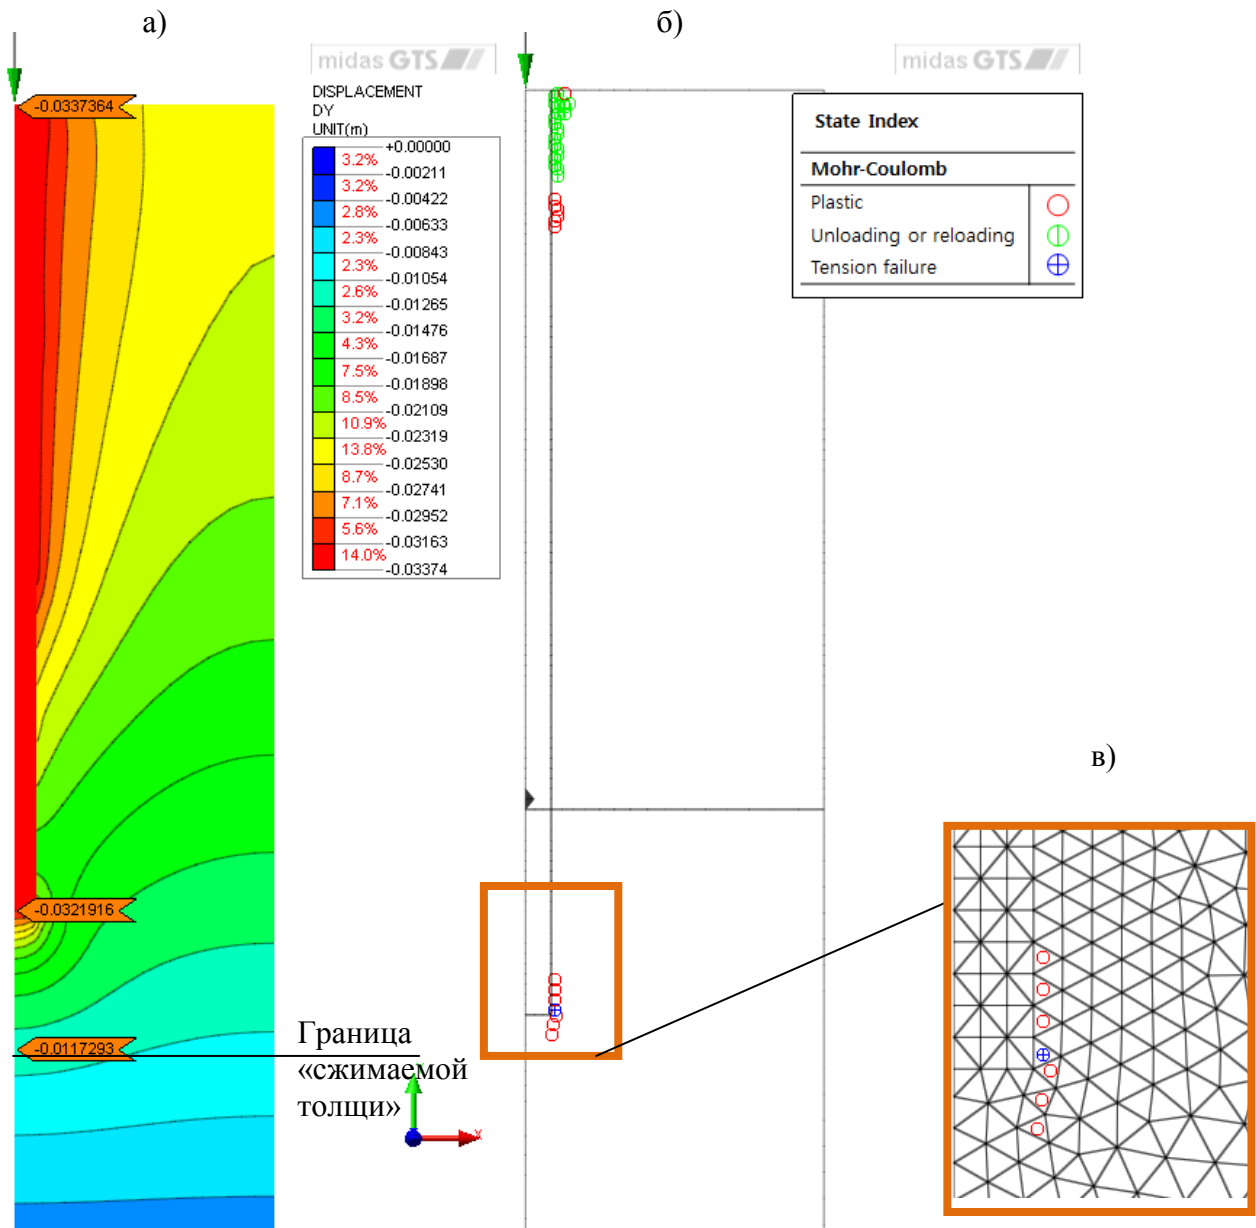 а)
б)
midas GTS
midas GTS
-0.0337364
DISPLACEMENT
DY
UNIT(m)
+0.00000
3.2%
-0.00211
3.2%
-0.00422
2.8%
-0.00633
2.3%
-0.00843
2.3%
-0.01054
2.6%
-0.01265
3.2%
-0.01476
4.3%
-0.01687
7.5%
-0.01898
8.5%
-0.02109
10.9%
-0.02319
13.8%
-0.02530
8.7%
-0.02741
7.1%
-0.02952
5.6%
-0.03163
14.0%
-0.03374
State Index
Mohr-Coulomb
Plastic
Unloading or reloading
Tension failure
в)
-0.0321916
-0.0117293
Граница
«сжимаемой
толщи»
X